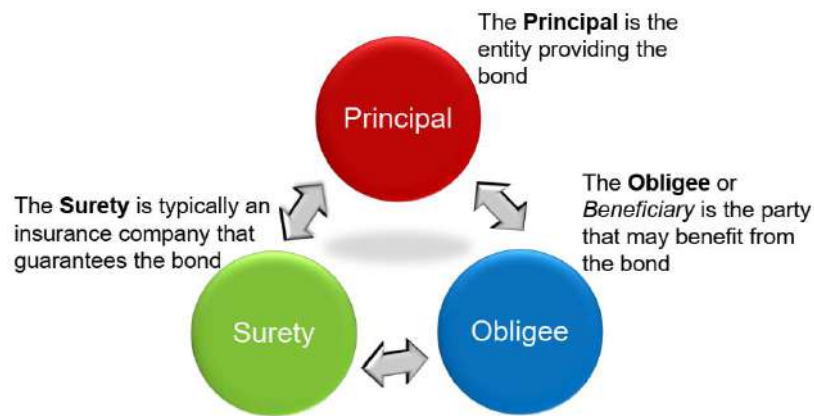 The Principal is the
entity providing the
bond
Principal
The Surety is typically an
insurance company that
guarantees the bond
The Obligee or
Beneficiary is the party
that may benefit from
the bond
Surety
Obligee